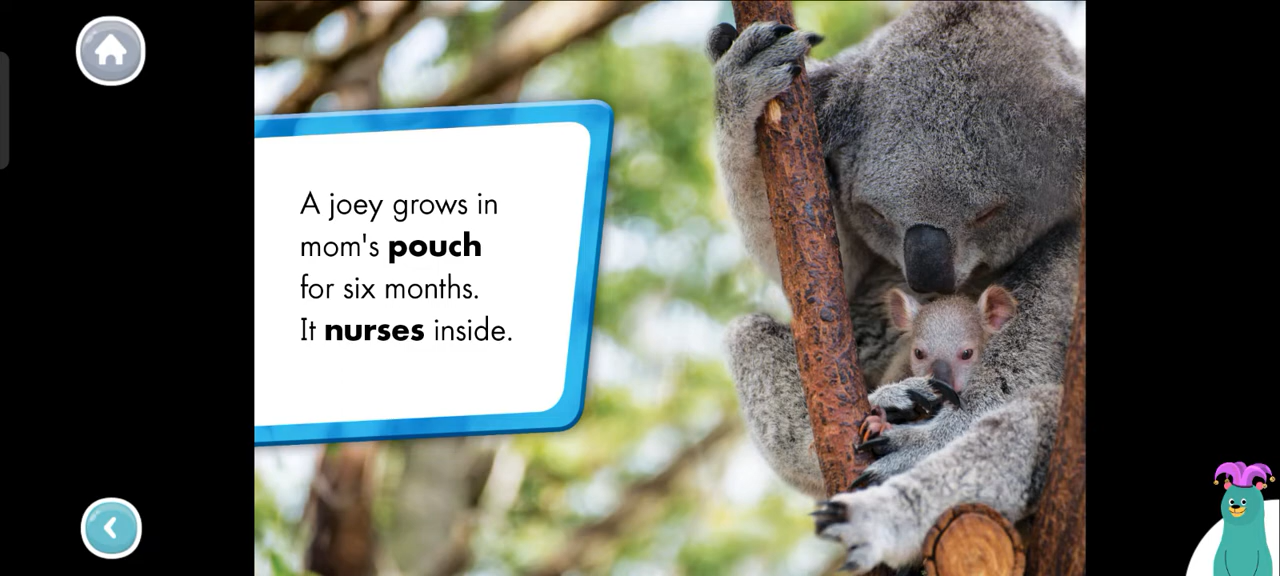 A joey grows in
mom's pouch
for six months.
It nurses inside.